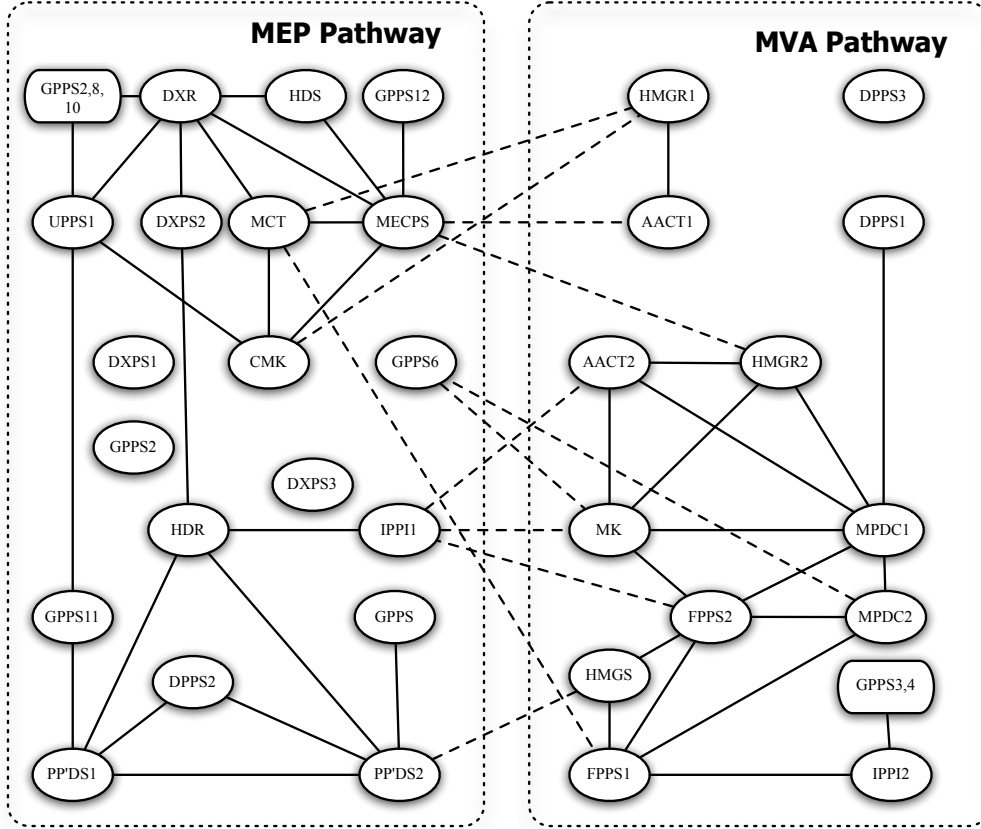 MEP Pathway
MVA Pathway
GPPS2,8,
10
DXR
HDS
GPPS12
HMGR1
DPPS3
UPPS1
DXPS2
MCT
MECPS
AACT1
DPPS1
DXPS1
CMK
GPPS6
AACT2
HMGR2
GPPS2
DXPS3
HDR
IPPI1
MK
MPDC1
GPPS11
GPPS
FPPS2
MPDC2
DPPS2
HMGS
GPPS3,4
PP'DS1
PP'DS2
FPPS1
IPPI2